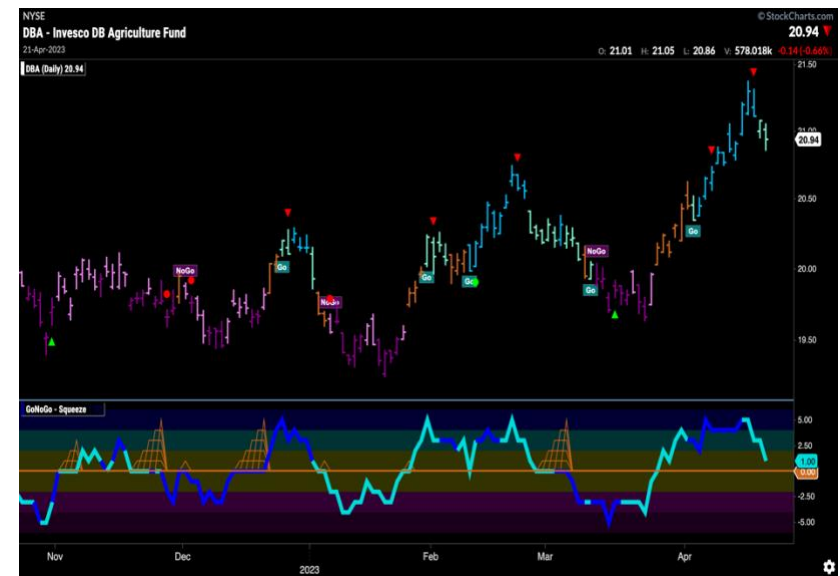 NYSE
© StockCharts.com
DBA - Invesco DB Agriculture Fund
20.94
21-Apr-2023
O: 21.01 H: 21.05 L: 20.86 V: 578.018k -0.14 (-0.66%)
DBA (Daily) 20.94
21.50
21.00
20.94
20.50
NoGo
Go
Go
Go
NoGo
Go
Go
NoGo
20.00
19.50
GoNoGo - Squeeze
5.00
2.50
1.00
0.00
-2.50
-5.00
Nov
Dec
2023
Feb
Mar
Apr